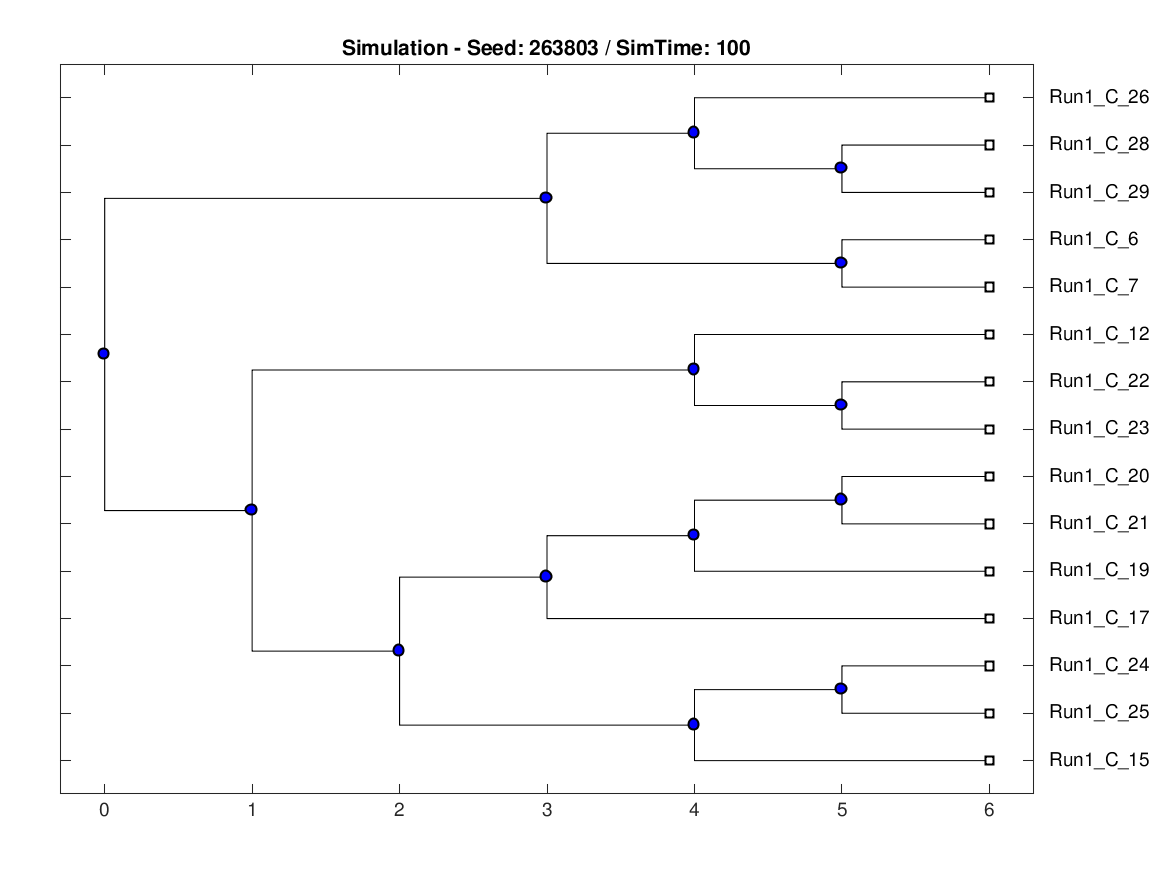 Simulation - Seed: 263803 / SimTime: 100
Run1_C_26
Run1_C_28
Run1_C_29
Run1_C_6
Run1_C_7
Run1_C_12
Run1_C_22
Run1_C_23
Run1_C_20
Run1_C_21
Run1_C_19
Run1_C_17
Run1_C_24
Run1_C_25
Run1_C_15
0 1 2 3 4 5 6